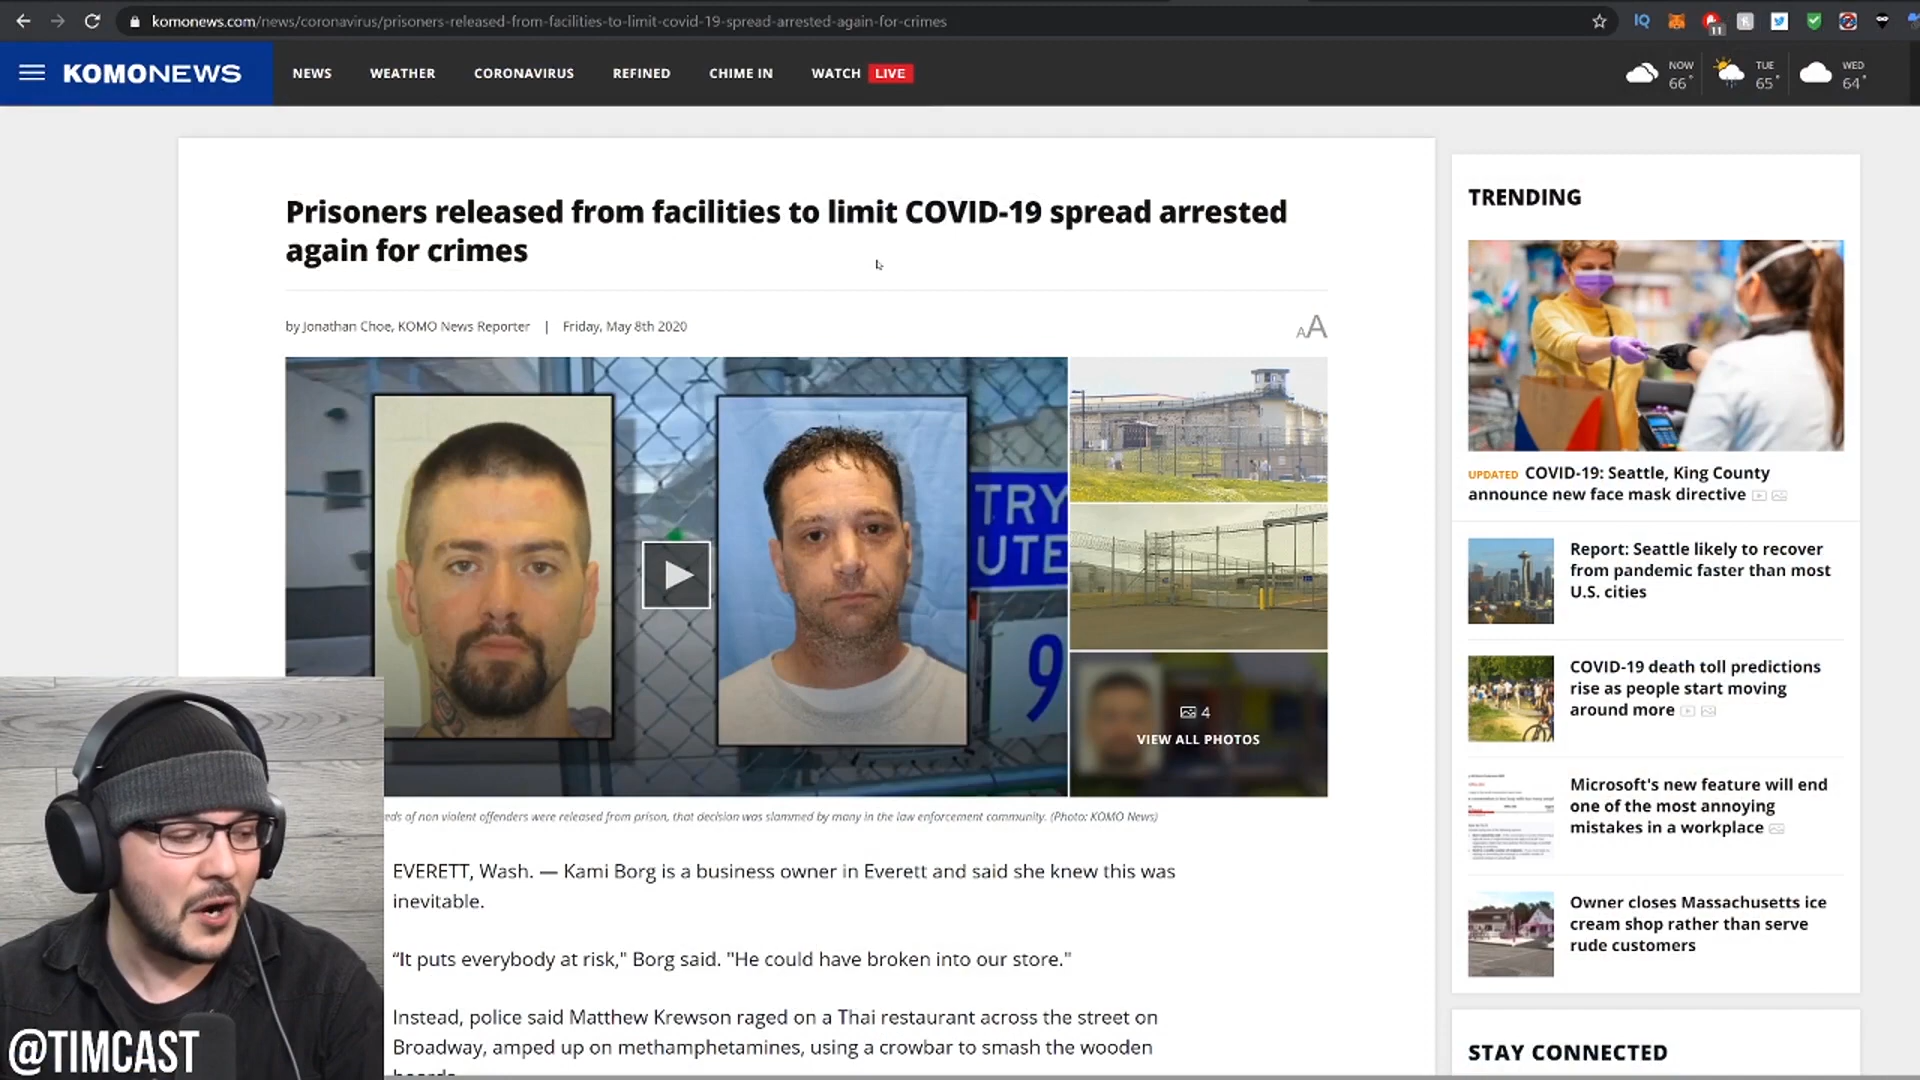 komonews.com/news/coronavirus/prisoners-released-from-facilities-to-limit-covid-19-spread-arrested-again-for-crimes
IQ
11
KOMONEWS
NEWS
WEATHER
CORONAVIRUS
REFINED
CHIME IN
WATCH LIVE
NOW
66°
TUE
65°
WED
64°
Prisoners released from facilities to limit COVID-19 spread arrested
again for crimes
by Jonathan Choe, KOMO News Reporter | Friday, May 8th 2020
AA
TRY
UTE
9
4
VIEW ALL PHOTOS
of non violent offenders were released from prison, that decision was slammed by many in the law enforcement community. (Photo: KOMO News)
EVERETT, Wash. — Kami Borg is a business owner in Everett and said she knew this was
inevitable.
“It puts everybody at risk," Borg said. "He could have broken into our store."
Instead, police said Matthew Krewson raged on a Thai restaurant across the street on
Broadway, amped up on methamphetamines, using a crowbar to smash the wooden
@TIMCAST
TRENDING
UPDATED COVID-19: Seattle, King County
announce new face mask directive
Report: Seattle likely to recover
from pandemic faster than most
U.S. cities
COVID-19 death toll predictions
rise as people start moving
around more
Microsoft's new feature will end
one of the most annoying
mistakes in a workplace
Owner closes Massachusetts ice
cream shop rather than serve
rude customers
STAY CONNECTED